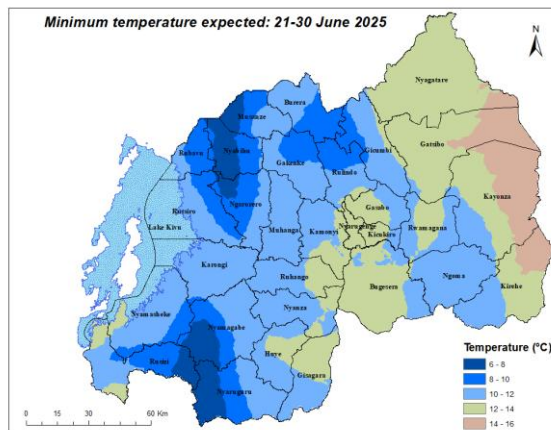 Minimum temperature expected: 21-30 June 2025
N
Nyagatare
Burera
Musanze
Gicumbi
Gatsibo
Rubavu
Nyabihu
Gakenke
Rulindo
Kayonza
Ngororero
Rutsiro
Gasabo
Lake Kivu
Muhanga
Kamonyi
Nyarugenge
Kicukiro
Rwamagana
Karongi
Ruhango
Bugesera
Ngoma
Kirehe
Nyamasheke
Nyanza
Nyamagabe
Rusizi
Huye
Gisagara
Nyaruguru
Temperature (°C)
6 - 8
8 - 10
10 - 12
12 - 14
14 - 16
0 15 30 60 Km